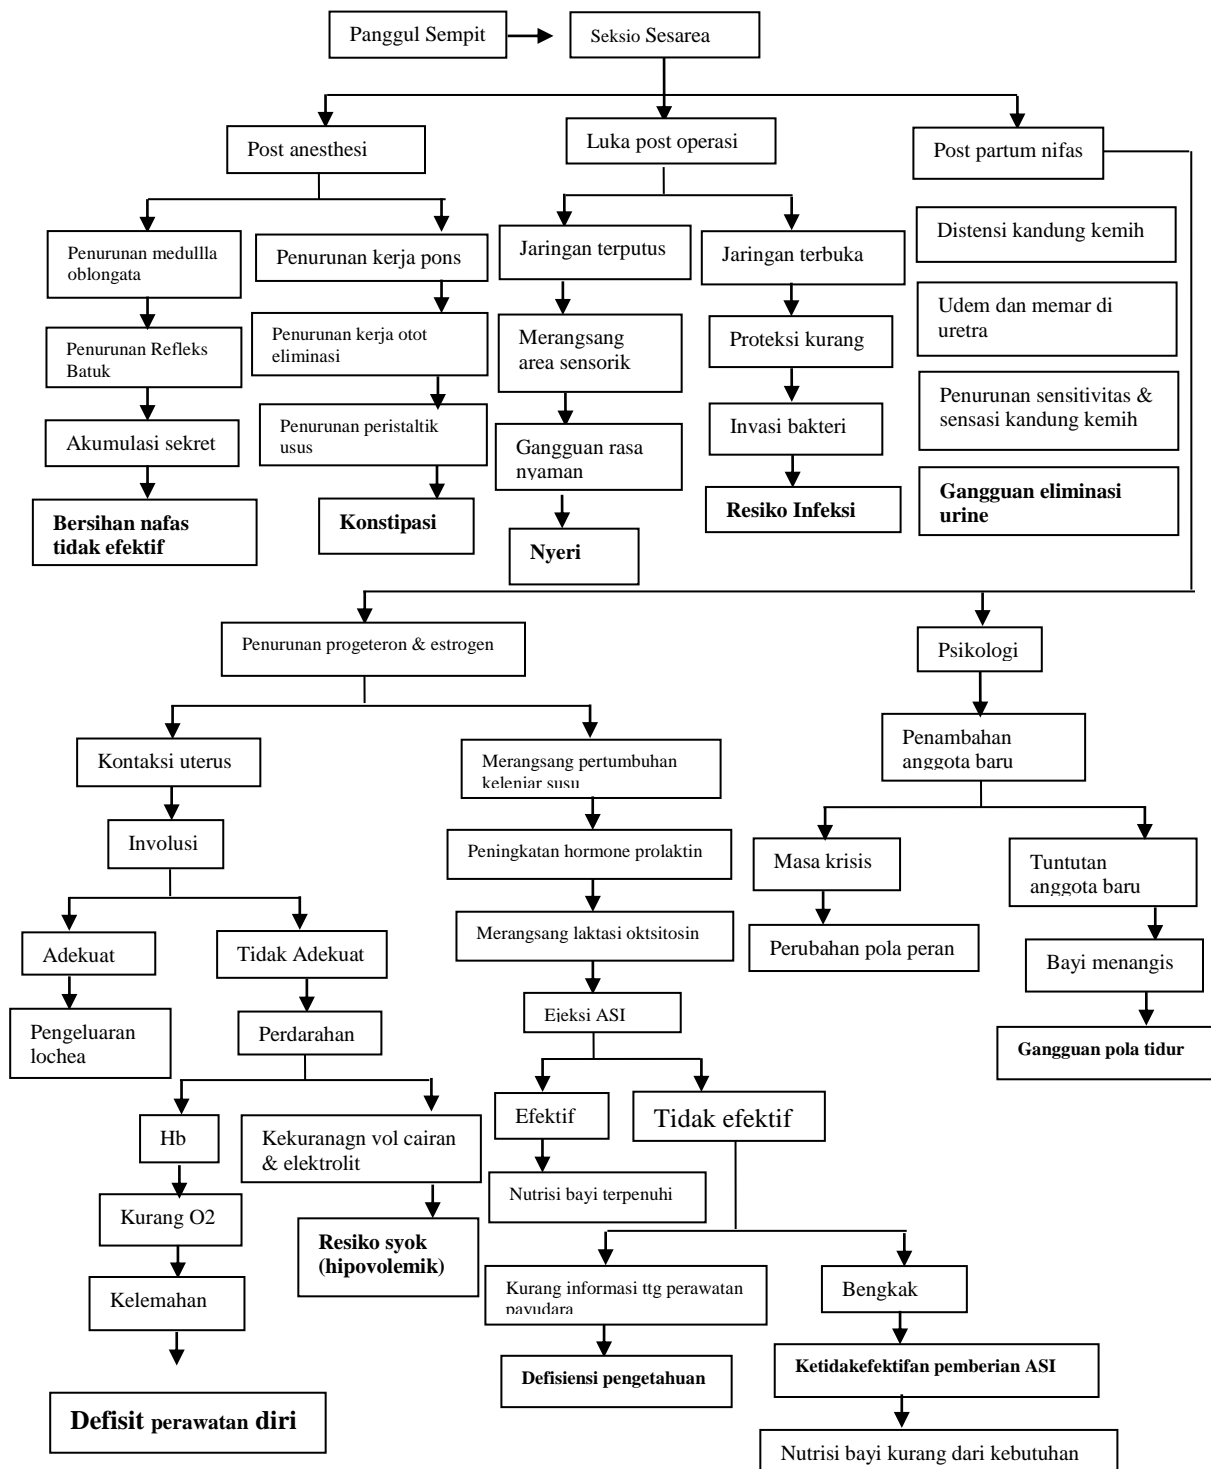 Panggul Sempit
Seksio Sesarea
Post anesthesi
Luka post operasi
Post partum nifas
Penurunan medullla
oblongata
Penurunan kerja pons
Jaringan terputus
Jaringan terbuka
Distensi kandung kemih
Penurunan Refleks
Batuk
Penurunan kerja otot
eliminasi
Merangsang
area sensorik
Proteksi kurang
Udem dan memar di
uretra
Akumulasi sekret
Penurunan peristaltik
usus
Gangguan rasa
nyaman
Invasi bakteri
Penurunan sensitivitas &
sensasi kandung kemih
Bersihan nafas
tidak efektif
Konstipasi
Nyeri
Resiko Infeksi
Gangguan eliminasi
urine
Penurunan progeteron & estrogen
Psikologi
Kontaksi uterus
Merangsang pertumbuhan
kelenjar susu
Penambahan
anggota baru
Involusi
Peningkatan hormone prolaktin
Masa krisis
Tuntutan
anggota baru
Adekuat
Tidak Adekuat
Merangsang laktasi oktsitosin
Perubahan pola peran
Bayi menangis
Pengeluaran
lochea
Perdarahan
Ejeksi ASI
Gangguan pola tidur
Hb
Kekuranagn vol cairan
& elektrolit
Efektif
Tidak efektif
Kurang O2
Resiko syok
(hipovolemik)
Nutrisi bayi terpenuhi
Kelemahan
Kurang informasi ttg perawatan
payudara
Bengkak
Defisit perawatan diri
Defisiensi pengetahuan
Ketidakefektifan pemberian ASI
Nutrisi bayi kurang dari kebutuhan